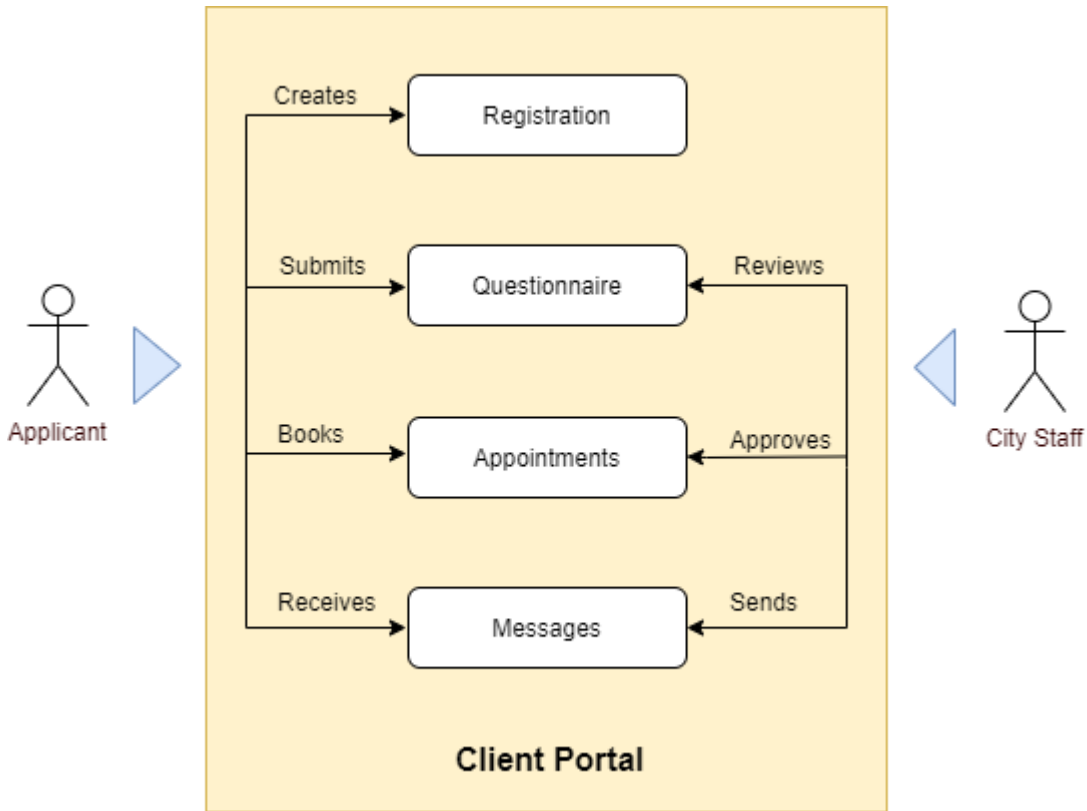 Creates
Registration
Submits
Questionnaire
Reviews
Applicant
City Staff
Books
Appointments
Approves
Receives
Messages
Sends
Client Portal